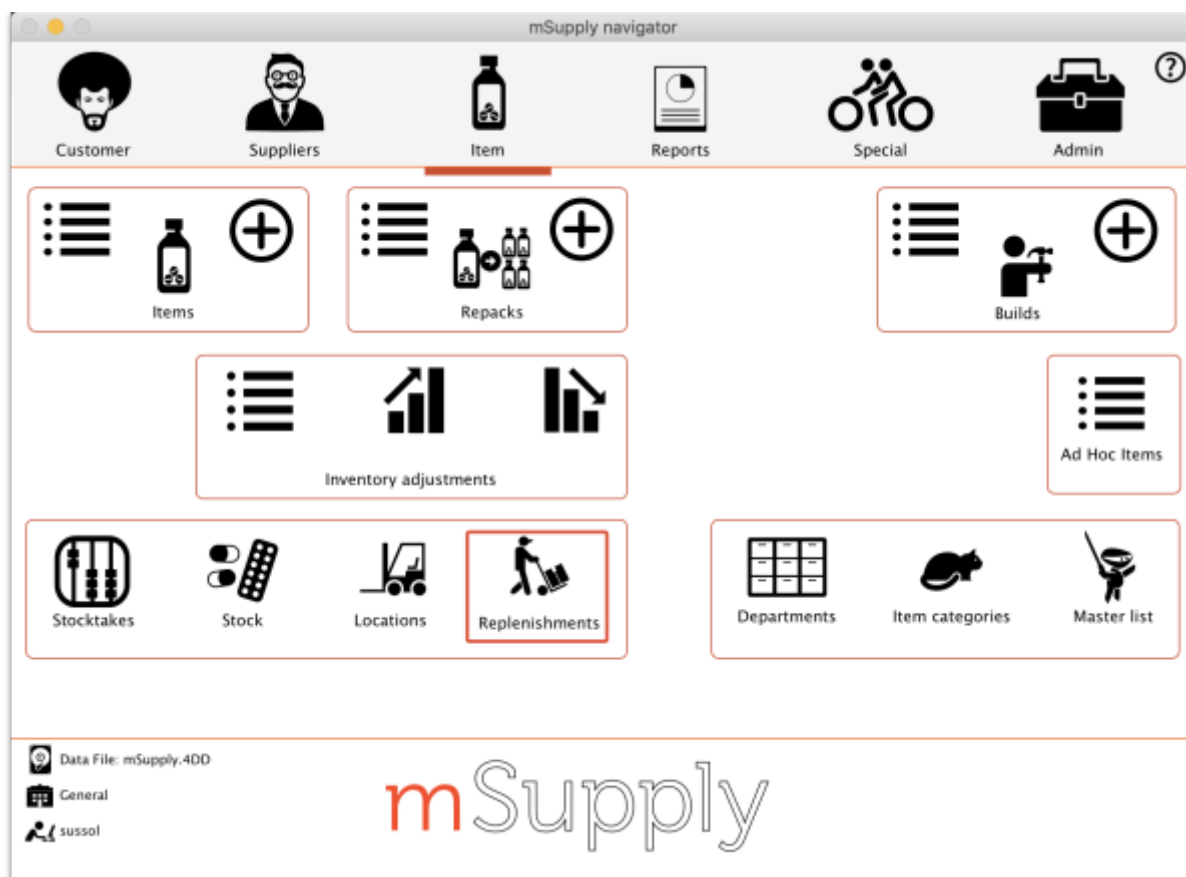 mSupply navigator
?
Customer Suppliers Item Reports Special Admin
Items Repacks Builds
Inventory adjustments
Ad Hoc Items
Stocktakes Stock Locations Replenishments
Departments Item categories Master list
Data File: mSupply.4DD
General
sussol
mSupply